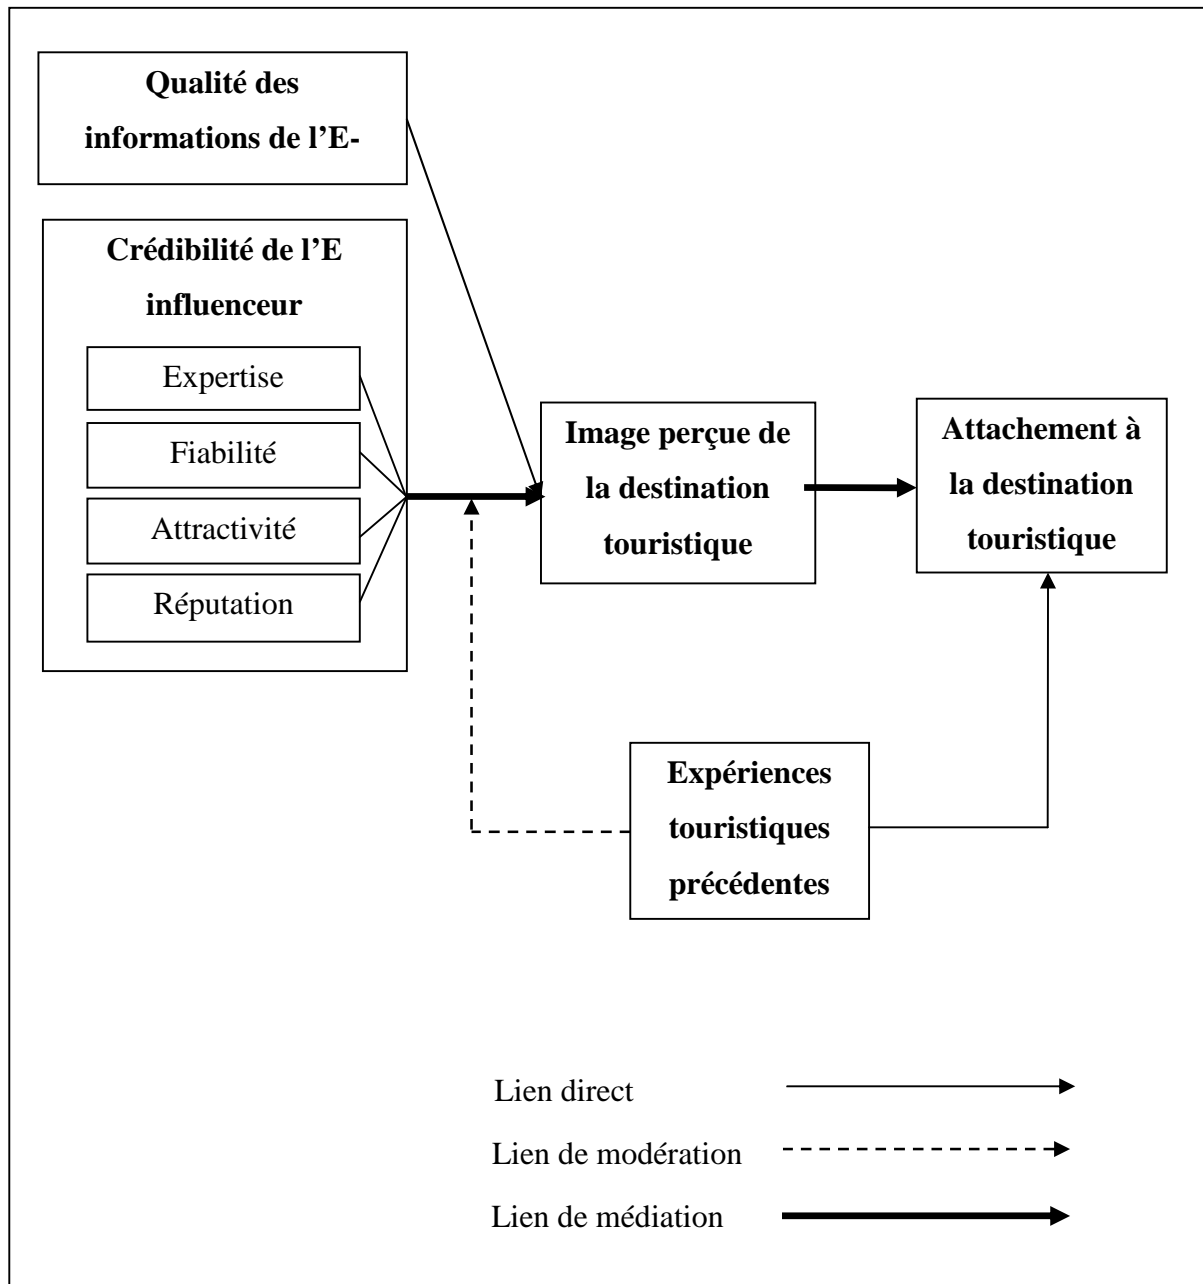 Qualité des
informations de l’E-
Crédibilité de l’E
influenceur
Expertise
Fiabilité
Attractivité
Réputation
Image perçue de
la destination
touristique
Attachement à
la destination
touristique
Expériences
touristiques
précédentes
Lien direct
Lien de modération
Lien de médiation